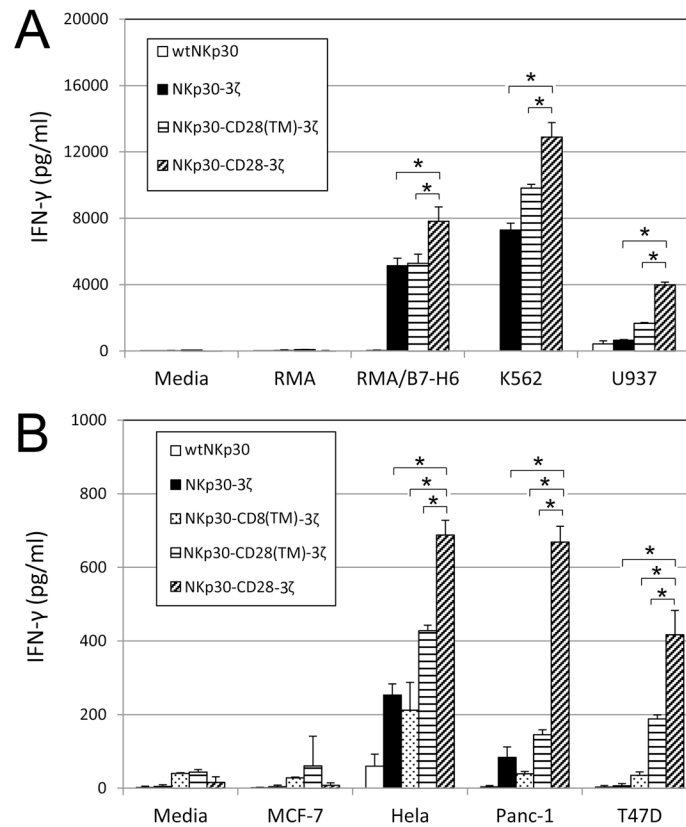 A
20000
16000
12000
8000
4000
0
IFN-γ (pg/ml)
wtNKp30
NKp30-3ζ
NKp30-CD28(TM)-3ζ
NKp30-CD28-3ζ
*
*
*
*
*
*
Media RMA RMA/B7-H6 K562 U937
B
1000
800
600
400
200
0
IFN-γ (pg/ml)
wtNKp30
NKp30-3ζ
NKp30-CD8(TM)-3ζ
NKp30-CD28(TM)-3ζ
NKp30-CD28-3ζ
*
*
*
*
*
*
*
*
*
Media MCF-7 Hela Panc-1 T47D